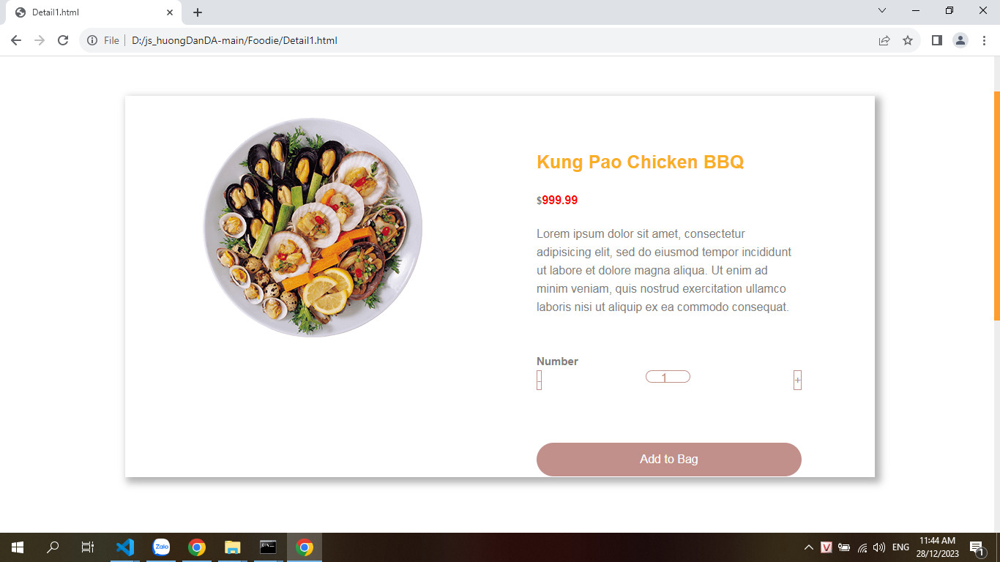 Detail1.html
File
D:/js_huongDanDA-main/Foodie/Detail1.html
Kung Pao Chicken BBQ
$999.99
Lorem ipsum dolor sit amet, consectetur
adipisicing elit, sed do eiusmod tempor incididunt
ut labore et dolore magna aliqua. Ut enim ad
minim veniam, quis nostrud exercitation ullamco
laboris nisi ut aliquip ex ea commodo consequat.
Number
- 1 +
Add to Bag
Zalo
V
ENG
11:44 AM
28/12/2023
1